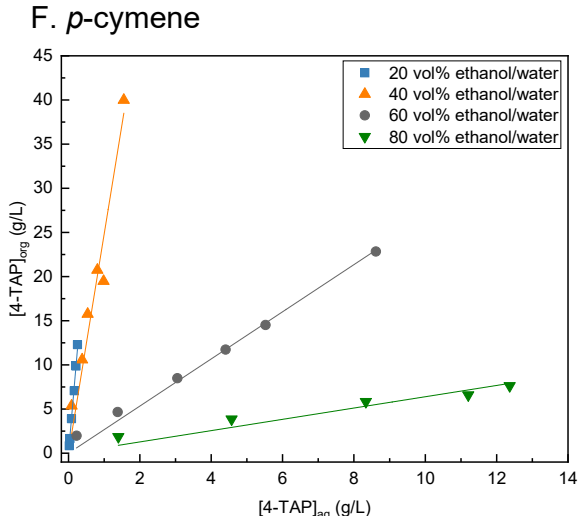 F. p-cymene
45
40
35
30
25
20
15
10
5
0
[4-TAP]org (g/L)
20 vol% ethanol/water
40 vol% ethanol/water
60 vol% ethanol/water
80 vol% ethanol/water
0 2 4 6 8 10 12 14
[4-TAP]aq (g/L)